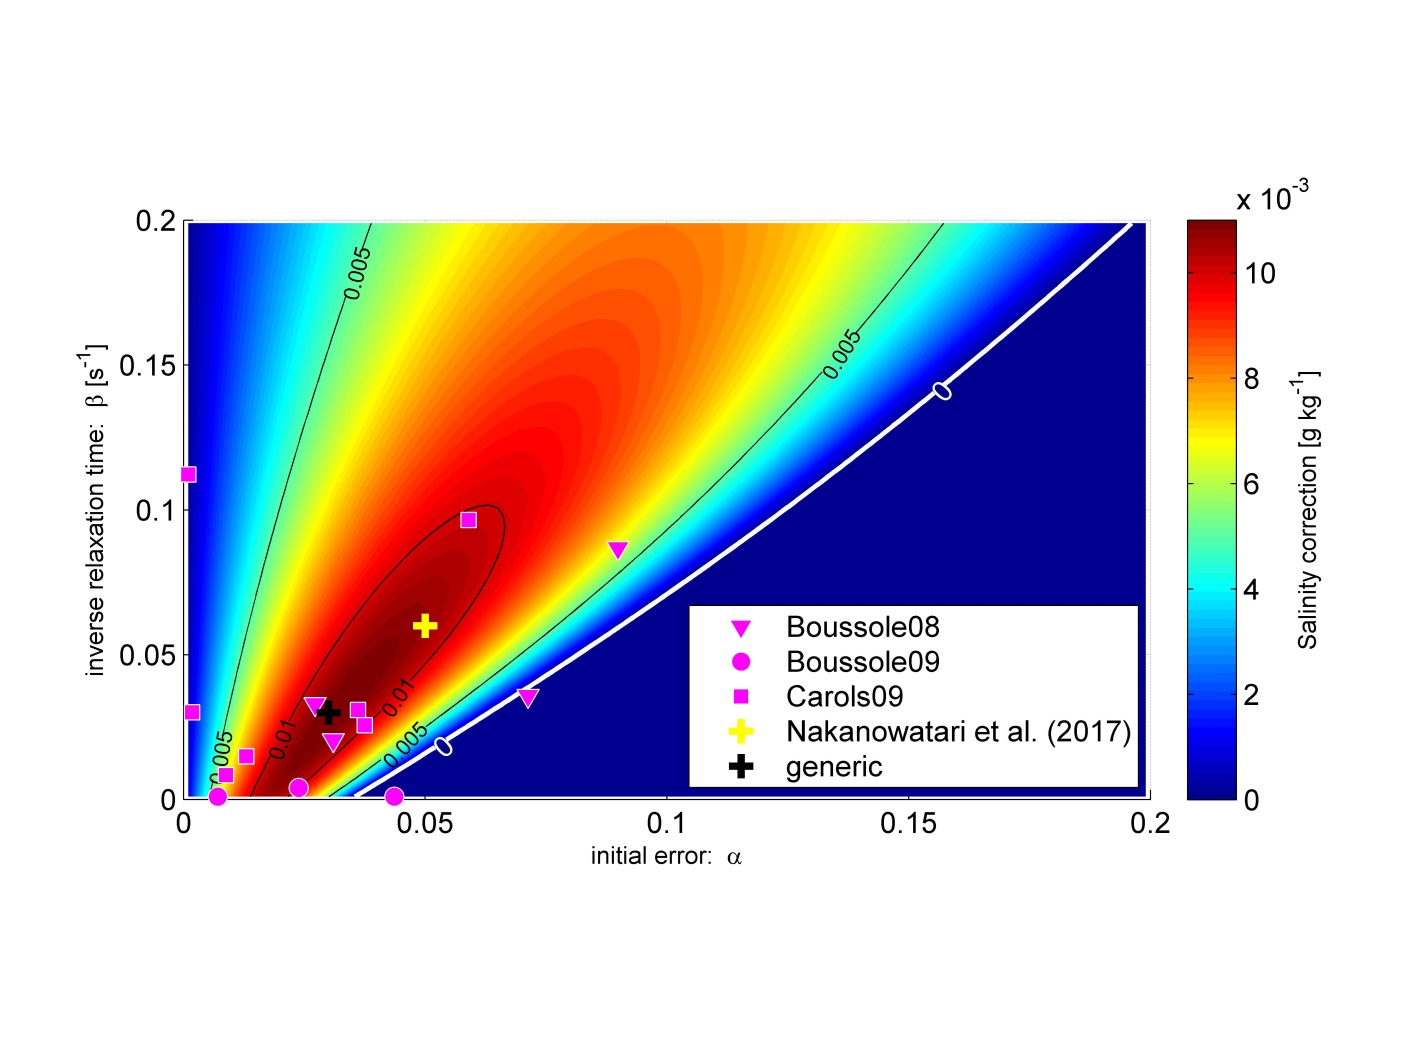 x 10-3
0.2
0.15
0.1
0.05
0
0
0.05
0.1
0.15
0.2
inverse relaxation time: β [s-1]
initial error: α
0.005
0.005
0
0.01
0.01
0.005
0.005
0
Boussole08
Boussole09
Carols09
Nakanowatari et al. (2017)
generic
10
8
6
4
2
0
Salinity correction [g kg-1]